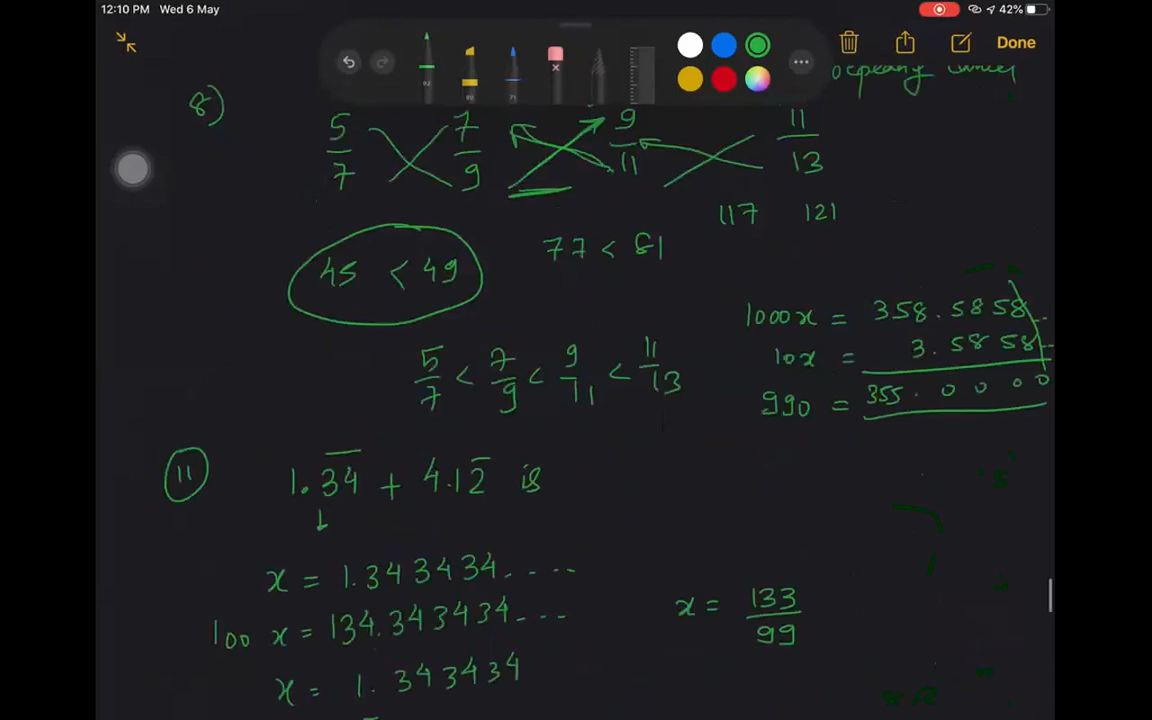 12:10 PM Wed 6 May
42%
Done
8)
5/7 7/9 9/11 11/13
117 121
45 < 49
77 < 81
1000x = 358.5858...
10x = 3.5858...
990 = 355.0000
5/7 < 7/9 < 9/11 < 11/13
11
1.3̅4̅ + 4.12̅ is
x = 1.343434.....
100 x = 134.343434...
x = 133/99
x = 1.343434